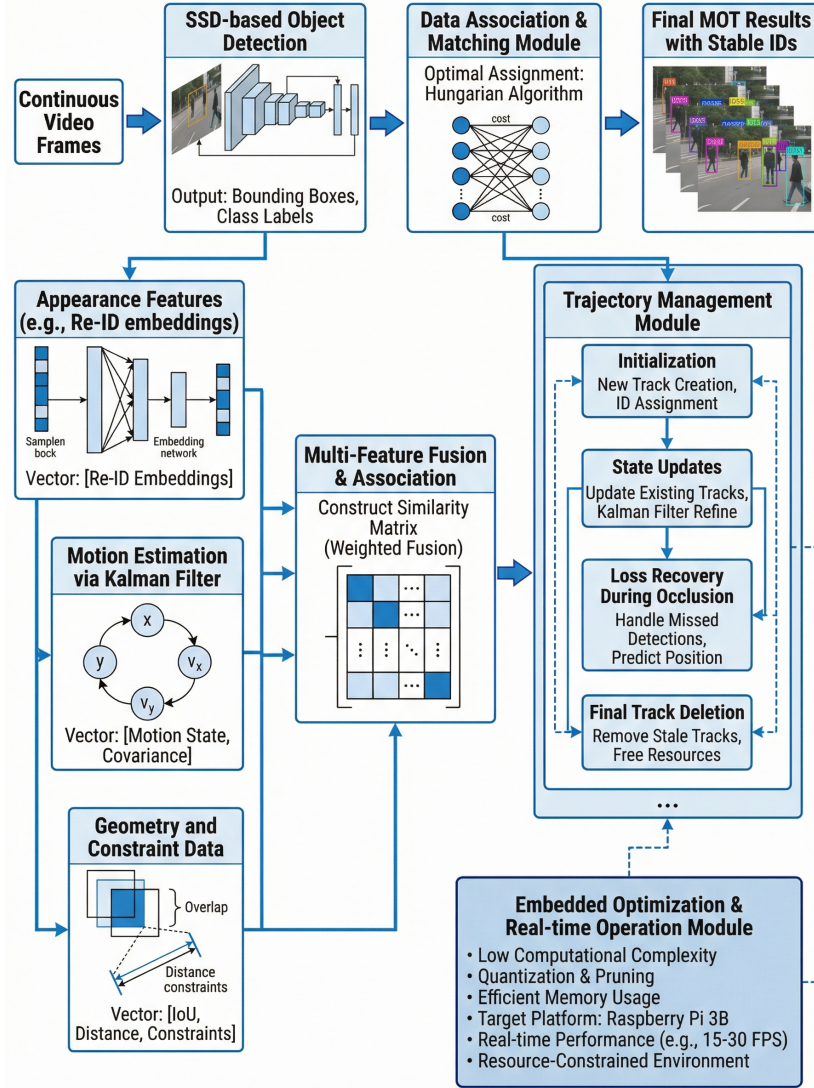 Continuous
Video
Frames
SSD-based Object
Detection
Output: Bounding Boxes,
Class Labels
Data Association &
Matching Module
Optimal Assignment:
Hungarian Algorithm
cost
cost
Final MOT Results
with Stable IDs
Appearance Features
(e.g., Re-ID embeddings)
Samplen
bock
Embedding
network
Vector: [Re-ID Embeddings]
Motion Estimation
via Kalman Filter
x
y
vx
vy
Vector: [Motion State,
Covariance]
Geometry and
Constraint Data
Overlap
Distance
constraints
Vector: [IoU,
Distance, Constraints]
Multi-Feature Fusion
& Association
Construct Similarity
Matrix
(Weighted Fusion)
Trajectory Management
Module
Initialization
New Track Creation,
ID Assignment
State Updates
Update Existing Tracks,
Kalman Filter Refine
Loss Recovery
During Occlusion
Handle Missed
Detections,
Predict Position
Final Track Deletion
Remove Stale Tracks,
Free Resources
...
Embedded Optimization &
Real-time Operation Module
• Low Computational Complexity
• Quantization & Pruning
• Efficient Memory Usage
• Target Platform: Raspberry Pi 3B
• Real-time Performance (e.g., 15-30 FPS)
• Resource-Constrained Environment